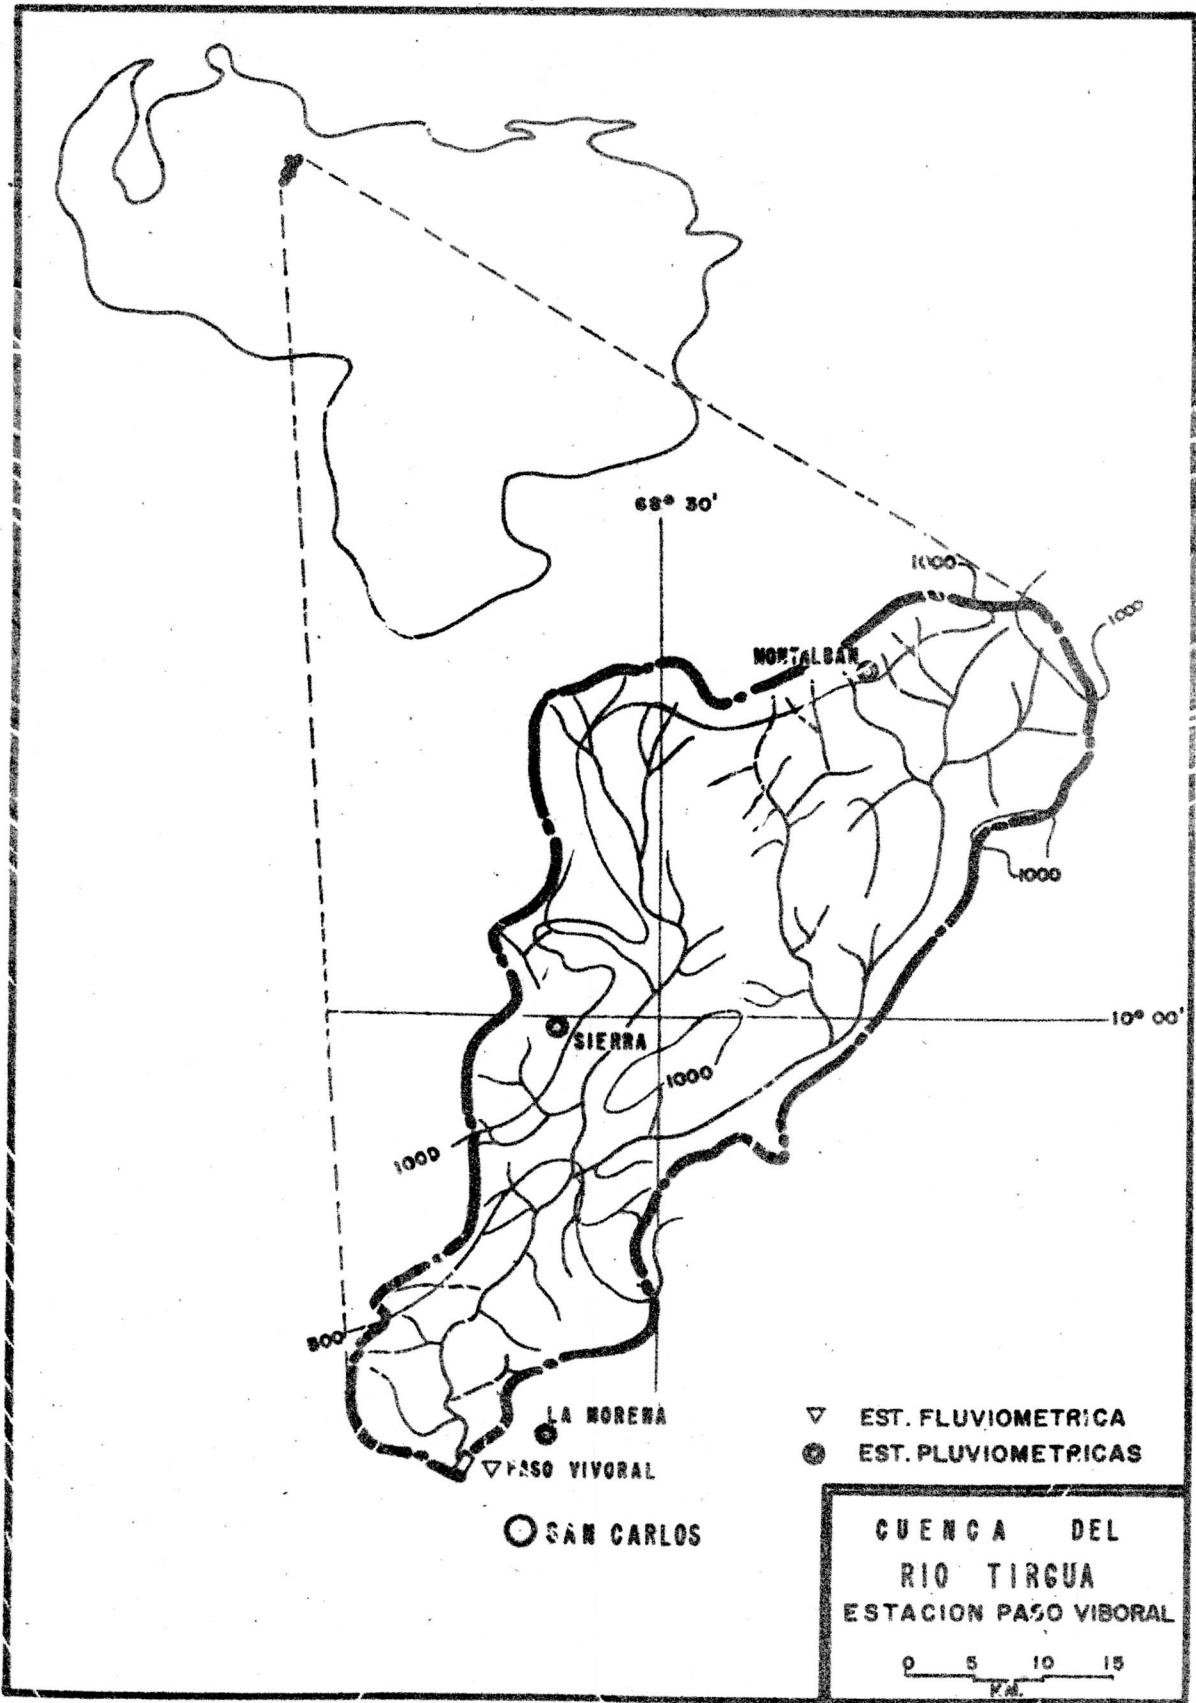 68° 30'
1000
1000
MONTALBAN
1000
10° 00'
SIERRA
1000
1000
500
LA MORENA
▽ PASO VIVORAL
SAN CARLOS
▽ EST. FLUVIOMETRICA
EST. PLUVIOMETRICAS
CUENCA DEL
RIO TIRGUA
ESTACION PASO VIBORAL
0 5 10 15
KM.